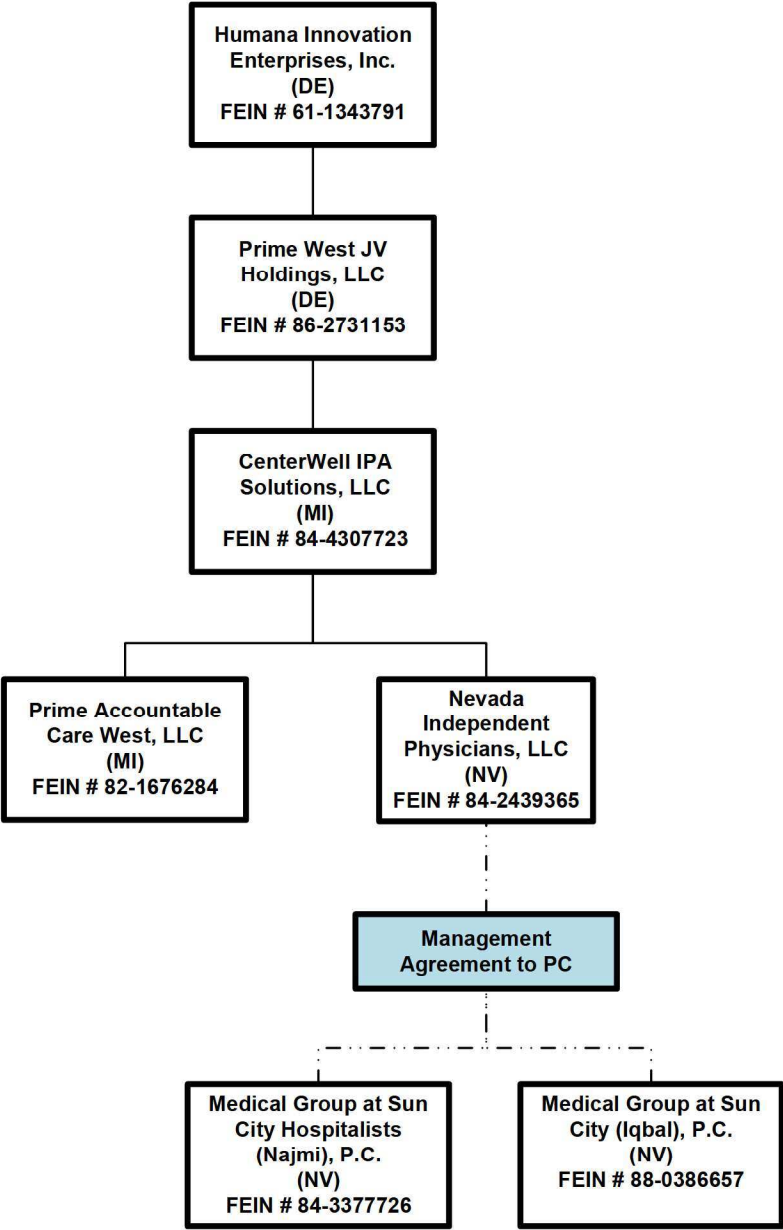 Humana Innovation
Enterprises, Inc.
(DE)
FEIN # 61-1343791
Prime West JV
Holdings, LLC
(DE)
FEIN # 86-2731153
CenterWell IPA
Solutions, LLC
(MI)
FEIN # 84-4307723
Prime Accountable
Care West, LLC
(MI)
FEIN # 82-1676284
Nevada
Independent
Physicians, LLC
(NV)
FEIN # 84-2439365
Management
Agreement to PC
Medical Group at Sun
City Hospitalists
(Najmi), P.C.
(NV)
FEIN # 84-3377726
Medical Group at Sun
City (Iqbal), P.C.
(NV)
FEIN # 88-0386657